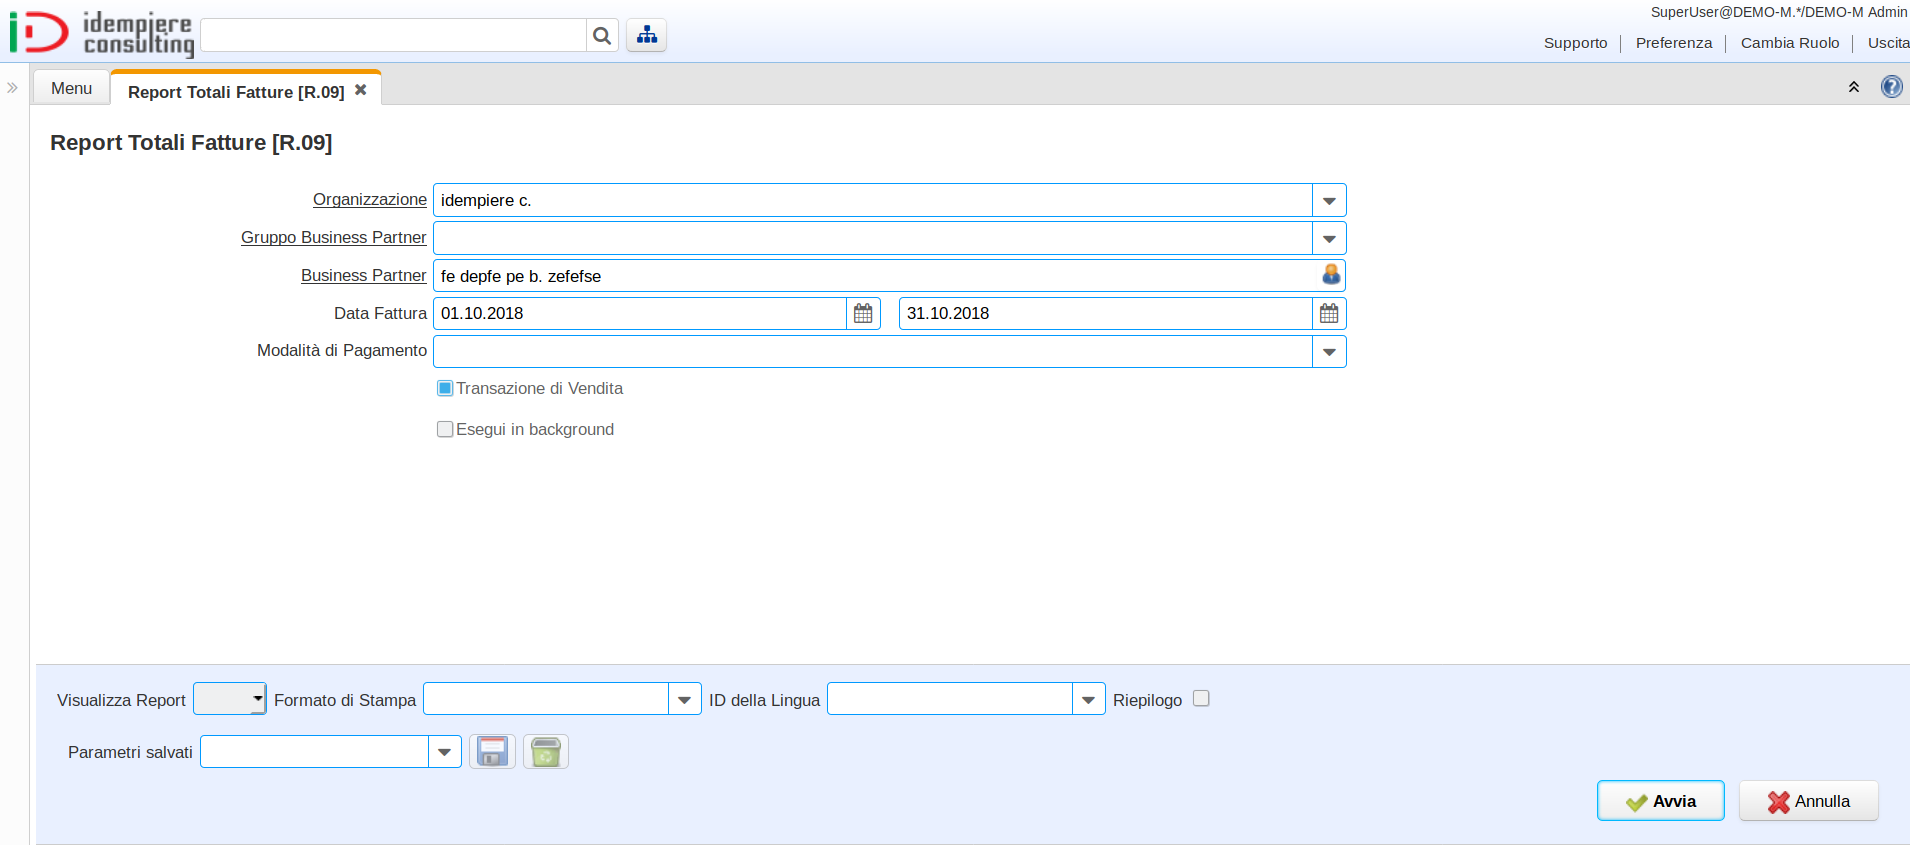 idempiere
consulting
SuperUser@DEMO-M.*/DEMO-M Admin
Supporto
Preferenza
Cambia Ruolo
Uscita
Menu
Report Totali Fatture [R.09]
Report Totali Fatture [R.09]
Organizzazione idempiere c.
Gruppo Business Partner
Business Partner fe depfe pe b. zefefse
Data Fattura 01.10.2018 31.10.2018
Modalità di Pagamento
Transazione di Vendita
Esegui in background
Visualizza Report Formato di Stampa ID della Lingua Riepilogo
Parametri salvati
Avvia Annulla